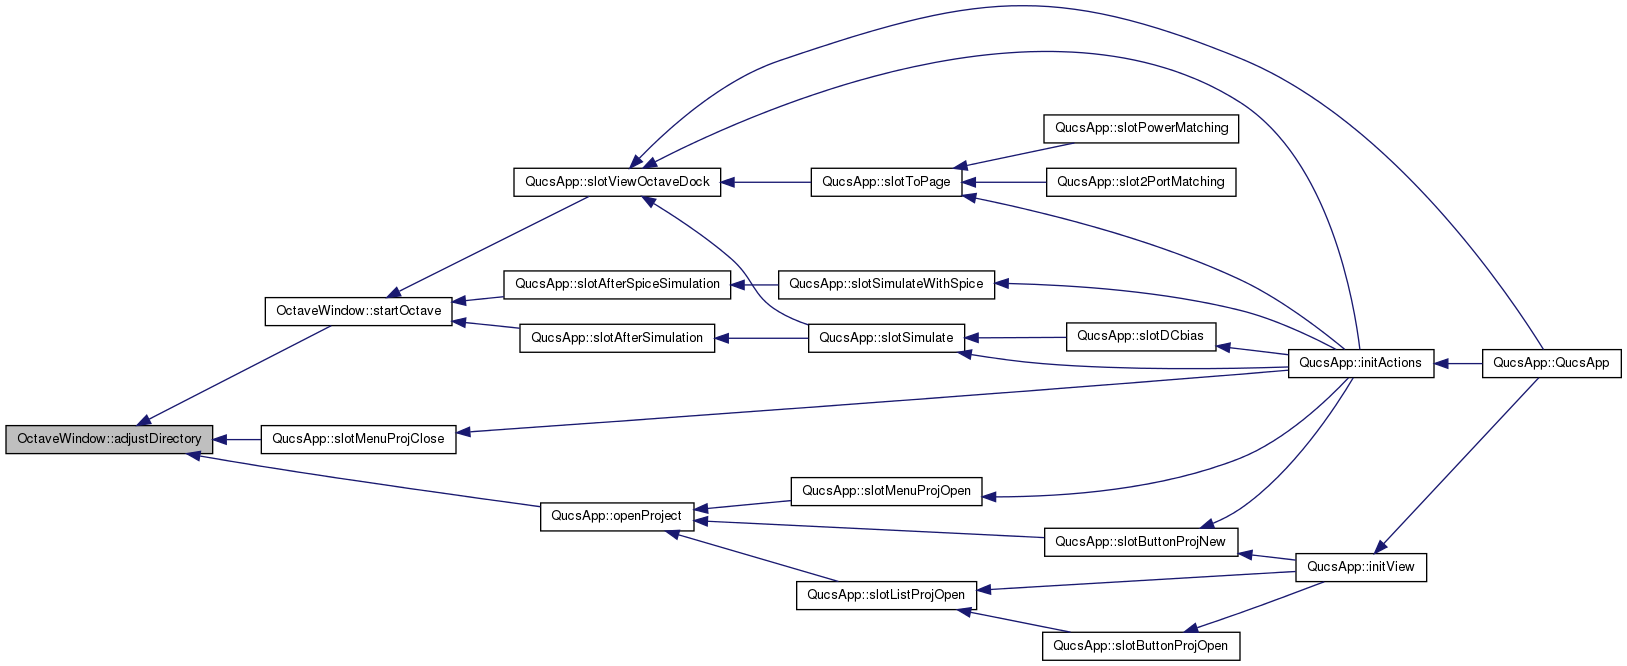 QucsApp::slotPowerMatching
QucsApp::slotViewOctaveDock
QucsApp::slotToPage
QucsApp::slot2PortMatching
QucsApp::slotAfterSpiceSimulation
QucsApp::slotSimulateWithSpice
OctaveWindow::startOctave
QucsApp::slotAfterSimulation
QucsApp::slotSimulate
QucsApp::slotDCbias
QucsApp::initActions
QucsApp::QucsApp
OctaveWindow::adjustDirectory
QucsApp::slotMenuProjClose
QucsApp::slotMenuProjOpen
QucsApp::openProject
QucsApp::slotButtonProjNew
QucsApp::initView
QucsApp::slotListProjOpen
QucsApp::slotButtonProjOpen